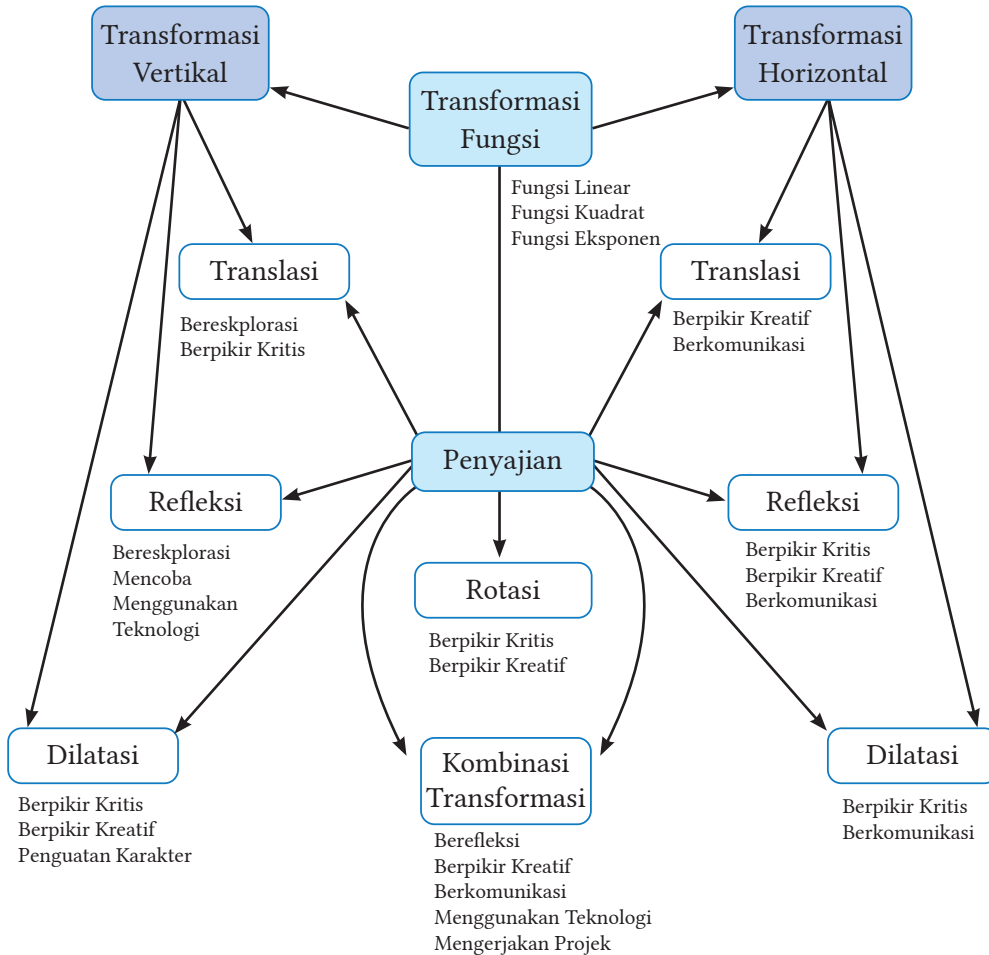 Transformasi
Vertikal
Transformasi
Horizontal
Transformasi
Fungsi
Fungsi Linear
Fungsi Kuadrat
Fungsi Eksponen
Translasi
Bereskplorasi
Berpikir Kritis
Translasi
Berpikir Kreatif
Berkomunikasi
Penyajian
Refleksi
Bereskplorasi
Mencoba
Menggunakan
Teknologi
Refleksi
Berpikir Kritis
Berpikir Kreatif
Berkomunikasi
Rotasi
Berpikir Kritis
Berpikir Kreatif
Dilatasi
Berpikir Kritis
Berpikir Kreatif
Penguatan Karakter
Kombinasi
Transformasi
Berefleksi
Berpikir Kreatif
Berkomunikasi
Menggunakan Teknologi
Mengerjakan Projek
Dilatasi
Berpikir Kritis
Berkomunikasi